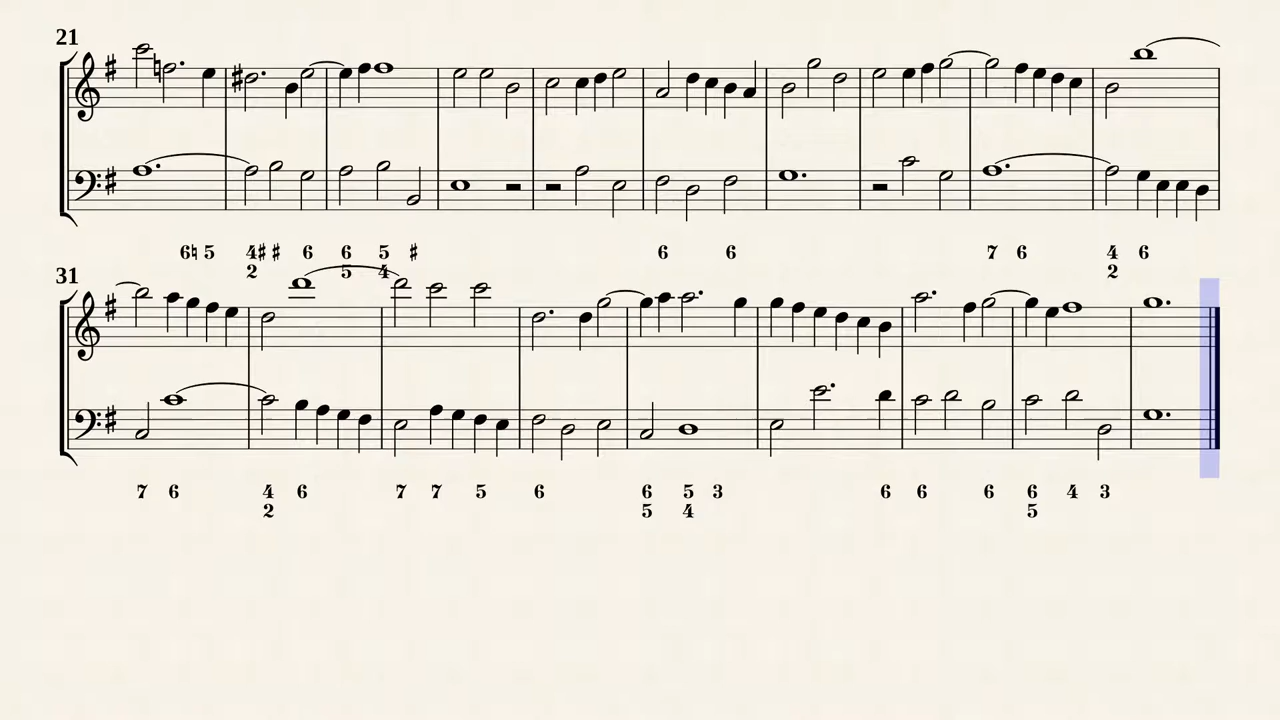 21
6♮ 5 4♯ ♯ 6 6 5 ♯ 6 6 7 6 4 6
2 5 4 2
31
7 6 4 6 7 7 5 6 6 5 3 6 6 6 6 4 3
2 5 4 5